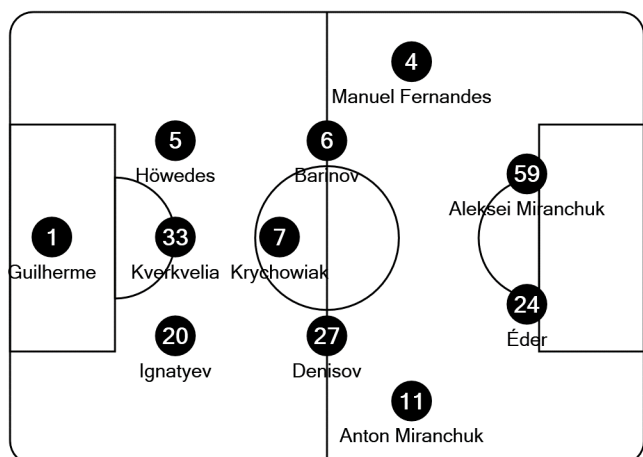 4
Manuel Fernandes
5
Höwedes
6
Barinov
59
Aleksei Miranchuk
1
Guilherme
33
Kverkvelia
7
Krychowiak
24
Éder
20
Ignatyev
27
Denisov
11
Anton Miranchuk